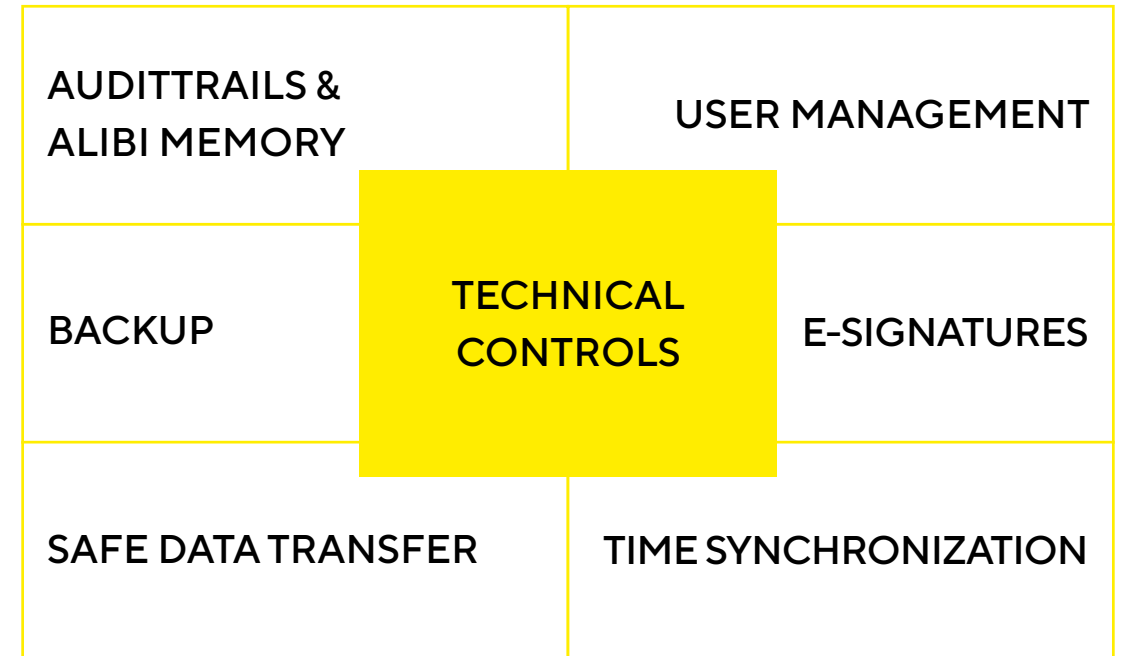 AUDITTRAILS &
ALIBI MEMORY
USER MANAGEMENT
TECHNICAL
CONTROLS
BACKUP
E-SIGNATURES
SAFE DATA TRANSFER
TIME SYNCHRONIZATION